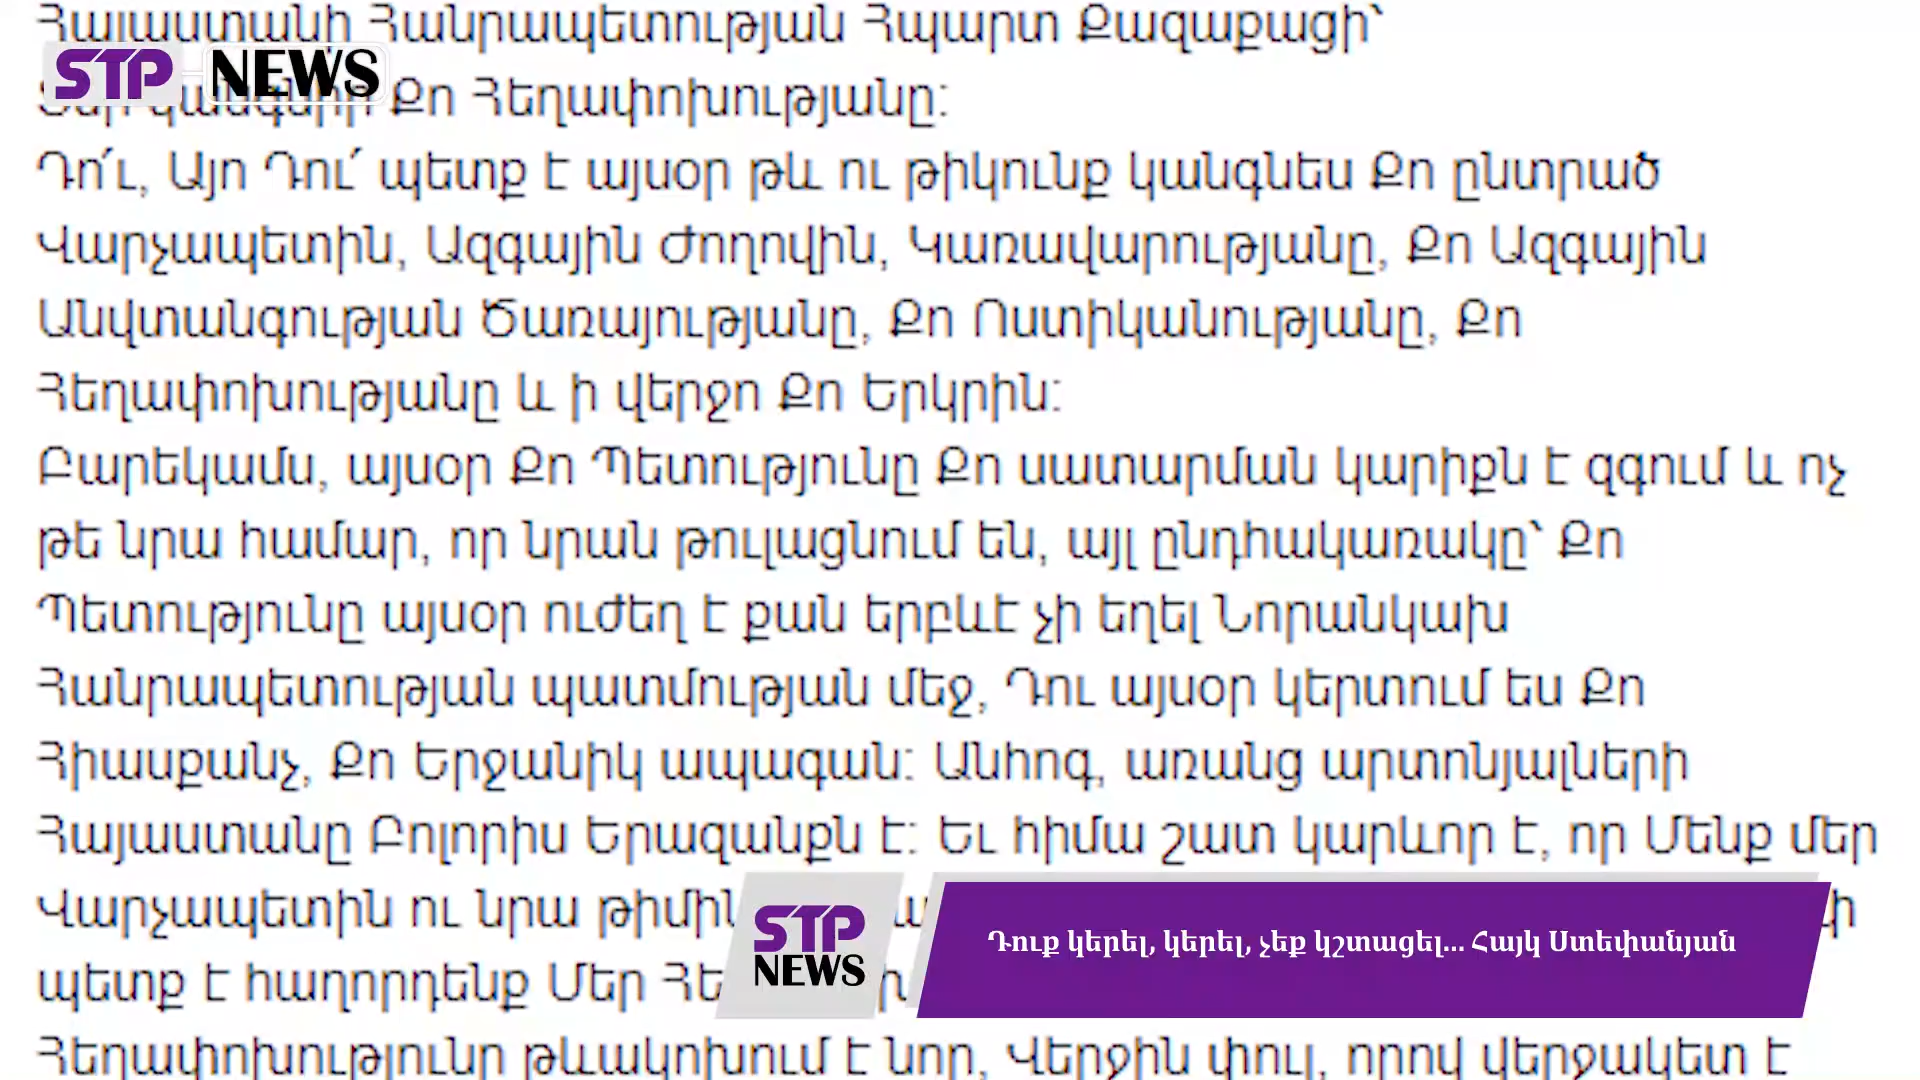 Հայաստանի Հանրապետության Հպարտ Քաղաքացի՝
STP NEWS
Քո Հեղափոխությանը:
Դո՛ւ, Այո Դու՛ պետք է այսօր թև ու թիկունք կանգնես Քո ընտրած
Վարչապետին, Ազգային Ժողովին, Կառավարությանը, Քո Ազգային
Անվտանգության Ծառայությանը, Քո Ոստիկանությանը, Քո
Հեղափոխությանը և ի վերջո Քո Երկրին:
Բարեկամս, այսօր Քո Պետությունը Քո սատարման կարիքն է զգում և ոչ
թե նրա համար, որ նրան թուլացնում են, այլ ընդհակառակը՝ Քո
Պետությունը այսօր ուժեղ է քան երբևէ չի եղել Նորանկախ
Հանրապետության պատմության մեջ, Դու այսօր կերտում ես Քո
Հիասքանչ, Քո Երջանիկ ապագան: Անհոգ, առանց արտոնյալների
Հայաստանը Բոլորիս Երազանքն է: Եւ հիմա շատ կարևոր է, որ Մենք մեր
Վարչապետին ու նրա թիմին
պետք է հաղորդենք Մեր
STP NEWS
Դուք կերել, կերել, չեք կշտացել... Հայկ Ստեփանյան
Հեղափոխությունը թևակոխում է նոր, Վերջին փուլ, որով վերջակետ է